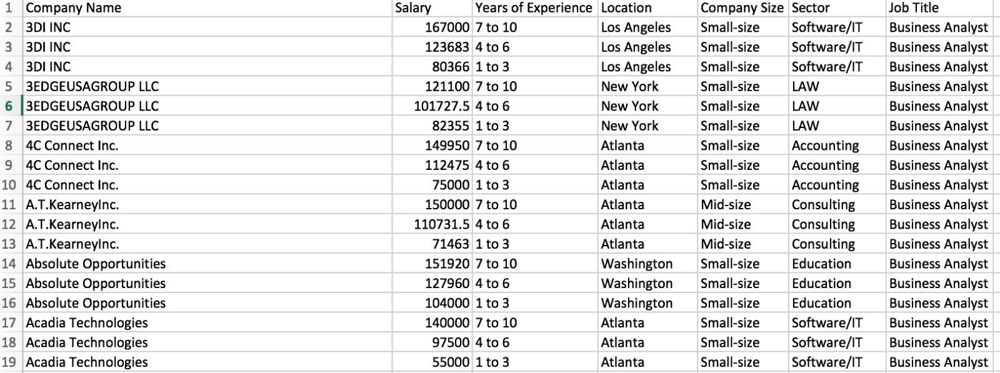 1 Company Name Salary Years of Experience Location Company Size Sector Job Title
2 3DI INC 167000 7 to 10 Los Angeles Small-size Software/IT Business Analyst
3 3DI INC 123683 4 to 6 Los Angeles Small-size Software/IT Business Analyst
4 3DI INC 80366 1 to 3 Los Angeles Small-size Software/IT Business Analyst
5 3EDGEUSAGROUP LLC 121100 7 to 10 New York Small-size LAW Business Analyst
6 3EDGEUSAGROUP LLC 101727.5 4 to 6 New York Small-size LAW Business Analyst
7 3EDGEUSAGROUP LLC 82355 1 to 3 New York Small-size LAW Business Analyst
8 4C Connect Inc. 149950 7 to 10 Atlanta Small-size Accounting Business Analyst
9 4C Connect Inc. 112475 4 to 6 Atlanta Small-size Accounting Business Analyst
10 4C Connect Inc. 75000 1 to 3 Atlanta Small-size Accounting Business Analyst
11 A.T.KearneyInc. 150000 7 to 10 Atlanta Mid-size Consulting Business Analyst
12 A.T.KearneyInc. 110731.5 4 to 6 Atlanta Mid-size Consulting Business Analyst
13 A.T.KearneyInc. 71463 1 to 3 Atlanta Mid-size Consulting Business Analyst
14 Absolute Opportunities 151920 7 to 10 Washington Small-size Education Business Analyst
15 Absolute Opportunities 127960 4 to 6 Washington Small-size Education Business Analyst
16 Absolute Opportunities 104000 1 to 3 Washington Small-size Education Business Analyst
17 Acadia Technologies 140000 7 to 10 Atlanta Small-size Software/IT Business Analyst
18 Acadia Technologies 97500 4 to 6 Atlanta Small-size Software/IT Business Analyst
19 Acadia Technologies 55000 1 to 3 Atlanta Small-size Software/IT Business Analyst